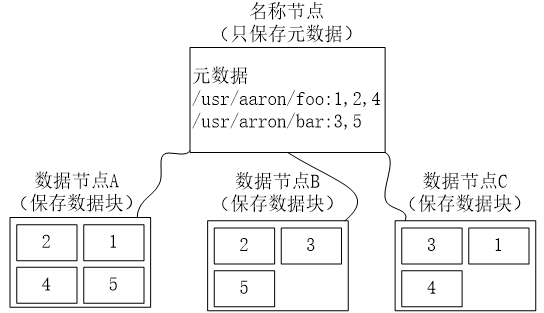 名称节点
(只保存元数据)
元数据
/usr/aaron/foo:1,2,4
/usr/arron/bar:3,5
数据节点A
(保存数据块)
数据节点B
(保存数据块)
数据节点C
(保存数据块)
2 1
4 5
2 3
5
3 1
4